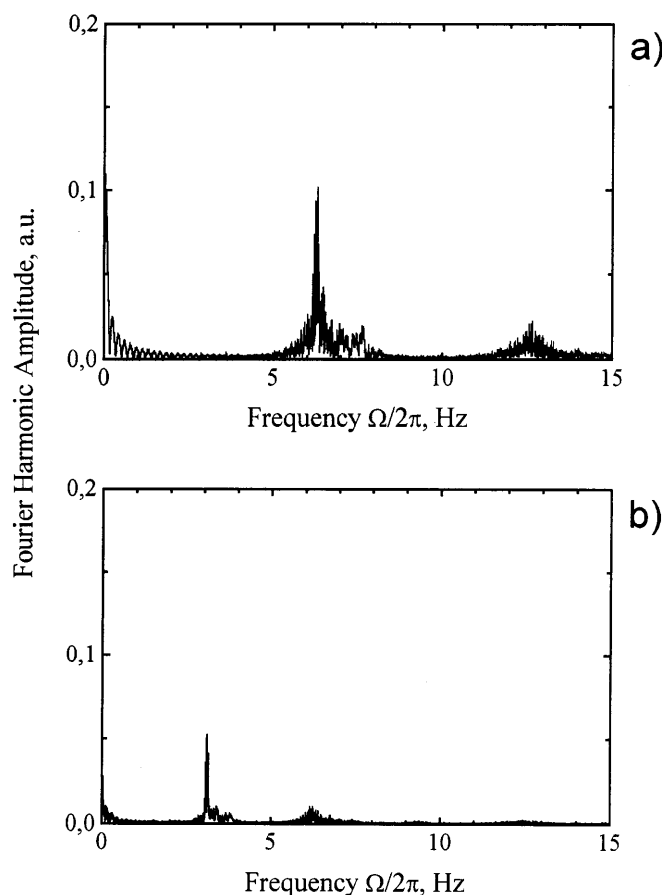 a)
0,2
0,1
0,0
0
5
10
15
Frequency Ω/2π, Hz
Fourier Harmonic Amplitude, a.u.
b)
0,2
0,1
0,0
0
5
10
15
Frequency Ω/2π, Hz